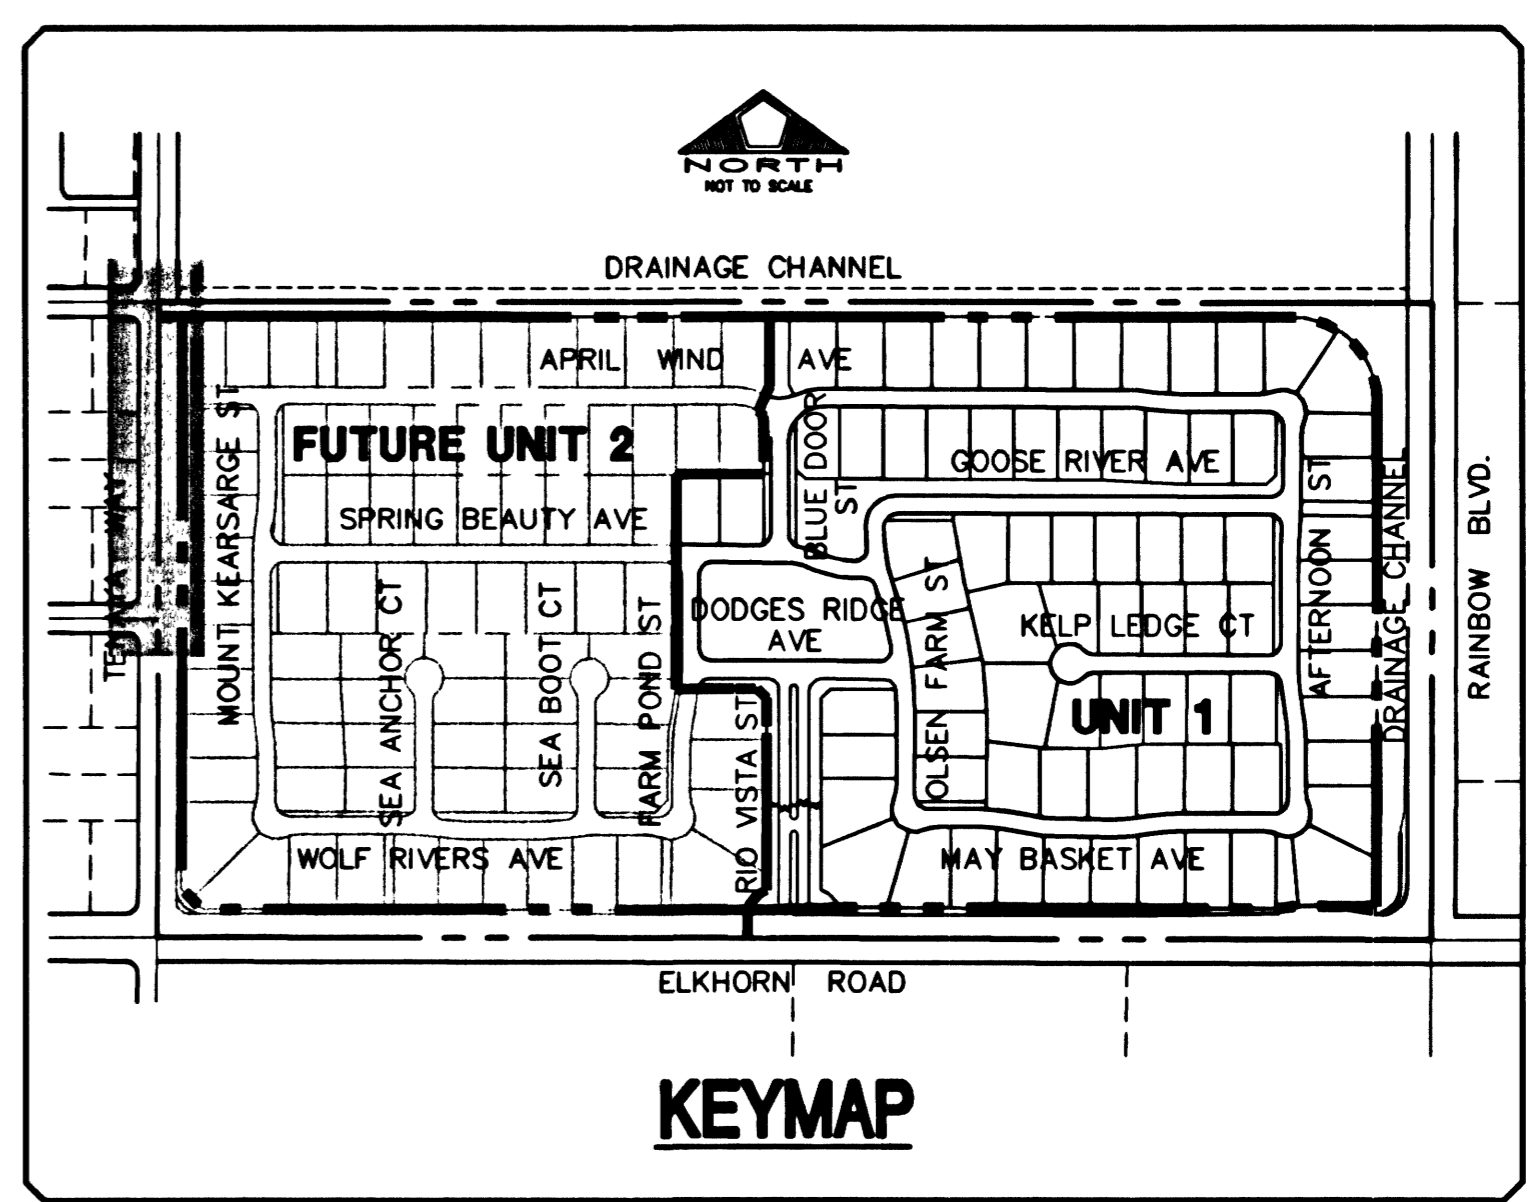 NORTH
NOT TO SCALE
DRAINAGE CHANNEL
APRIL WIND AVE
FUTURE UNIT 2
SPRING BEAUTY AVE
MOUNT KEARSARGE ST
SEA ANCHOR CT
SEA BOOT CT
FARM POND ST
WOLF RIVERS AVE
RIO VISTA ST
BLUE DOOR
ST
GOOSE RIVER AVE
DODGES RIDGE
AVE
OLSEN FARM ST
KELP LEDGE CT
UNIT 1
MAY BASKET AVE
AFTERNOON ST
DRAINAGE CHANNEL
RAINBOW BLVD.
WAY
ELKHORN ROAD
KEYMAP